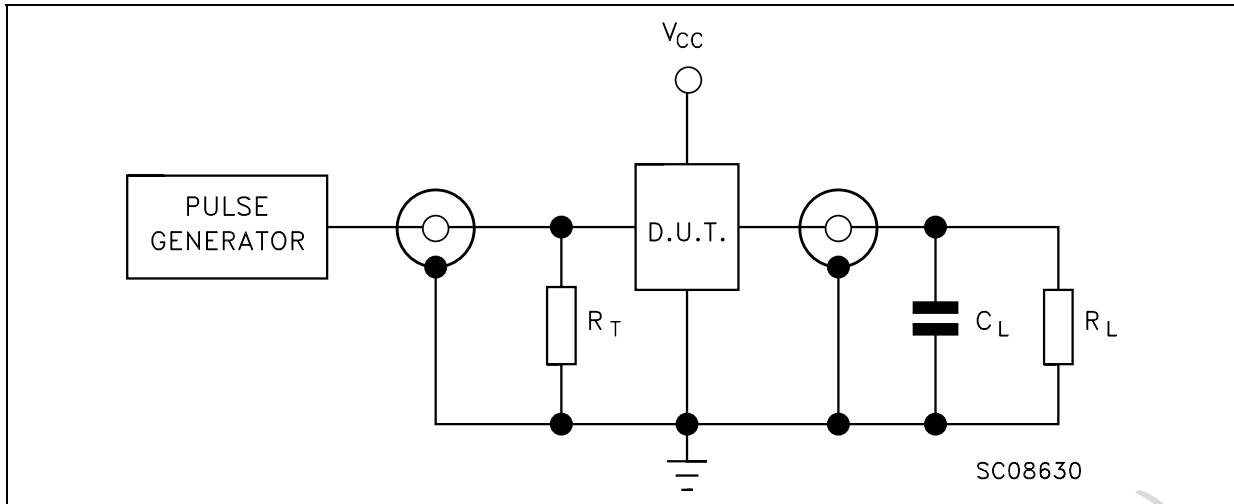 VCC
PULSE
GENERATOR
D.U.T.
RT
CL
RL
SC08630